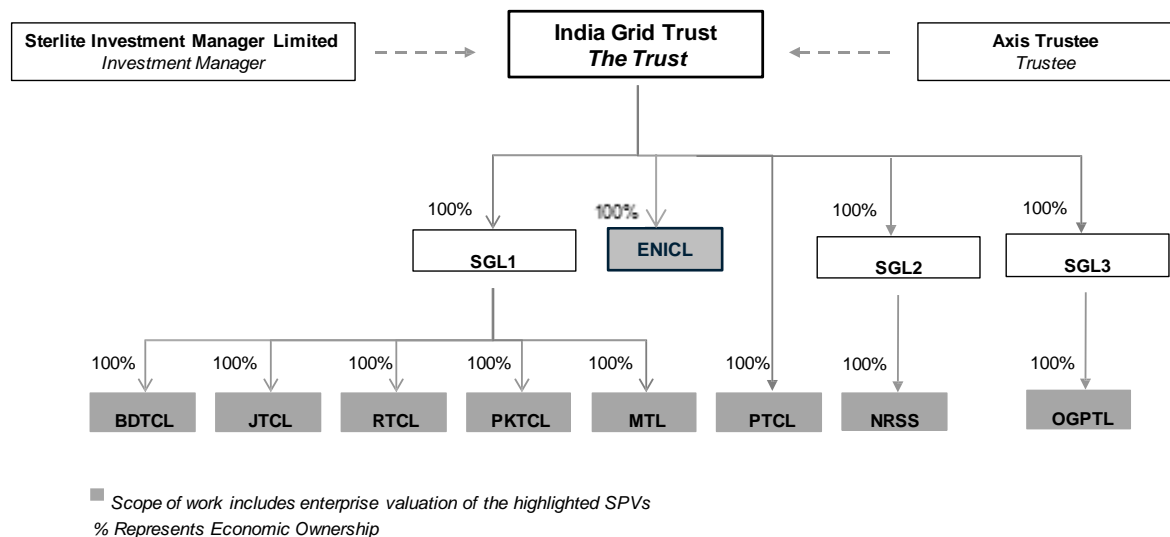 Sterlite Investment Manager Limited
Investment Manager
India Grid Trust
The Trust
Axis Trustee
Trustee
100%
100%
100%
100%
SGL1
ENICL
SGL2
SGL3
100%
100%
100%
100%
100%
100%
100%
BDTCL
JTCL
RTCL
PKTCL
MTL
PTCL
NRSS
OGPTL
Scope of work includes enterprise valuation of the highlighted SPVs
% Represents Economic Ownership